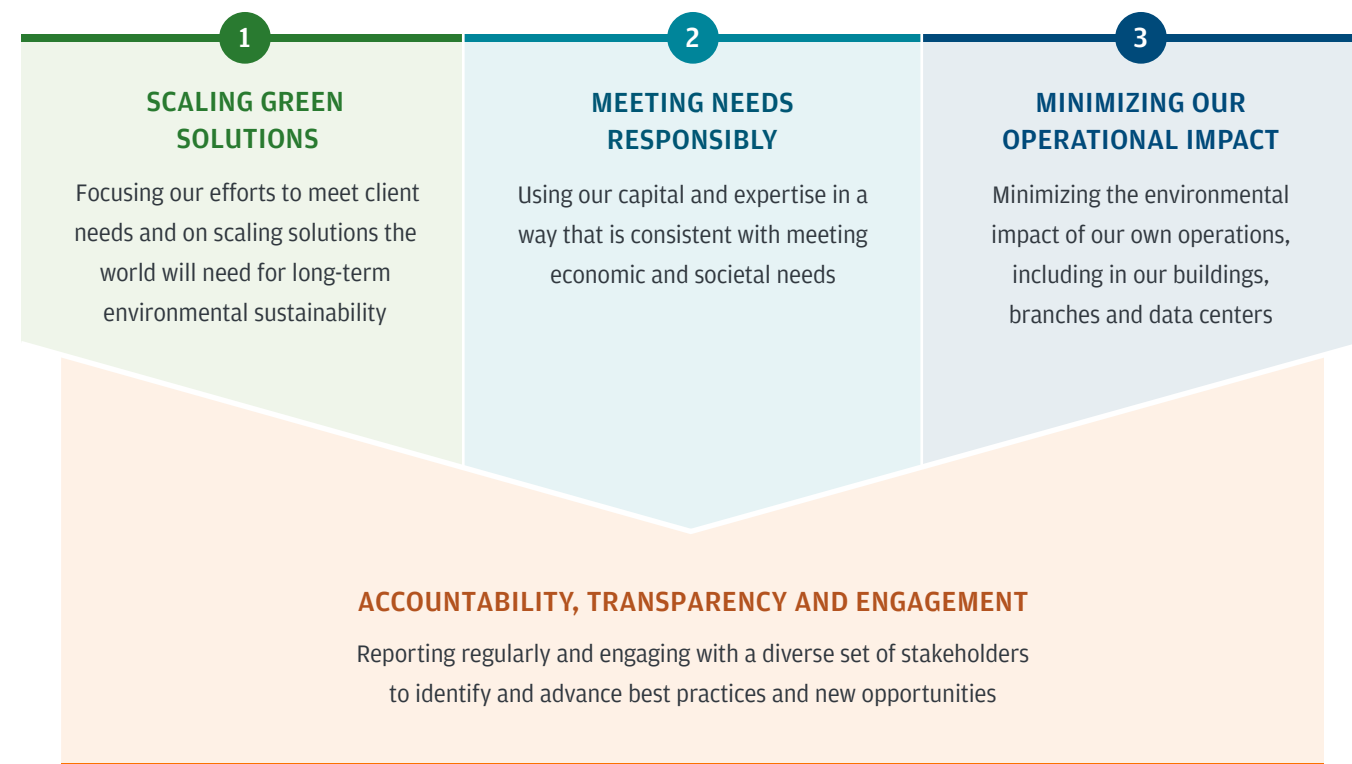 1
SCALING GREEN
SOLUTIONS
Focusing our efforts to meet client
needs and on scaling solutions the
world will need for long-term
environmental sustainability
2
MEETING NEEDS
RESPONSIBLY
Using our capital and expertise in a
way that is consistent with meeting
economic and societal needs
3
MINIMIZING OUR
OPERATIONAL IMPACT
Minimizing the environmental
impact of our own operations,
including in our buildings,
branches and data centers
ACCOUNTABILITY, TRANSPARENCY AND ENGAGEMENT
Reporting regularly and engaging with a diverse set of stakeholders
to identify and advance best practices and new opportunities